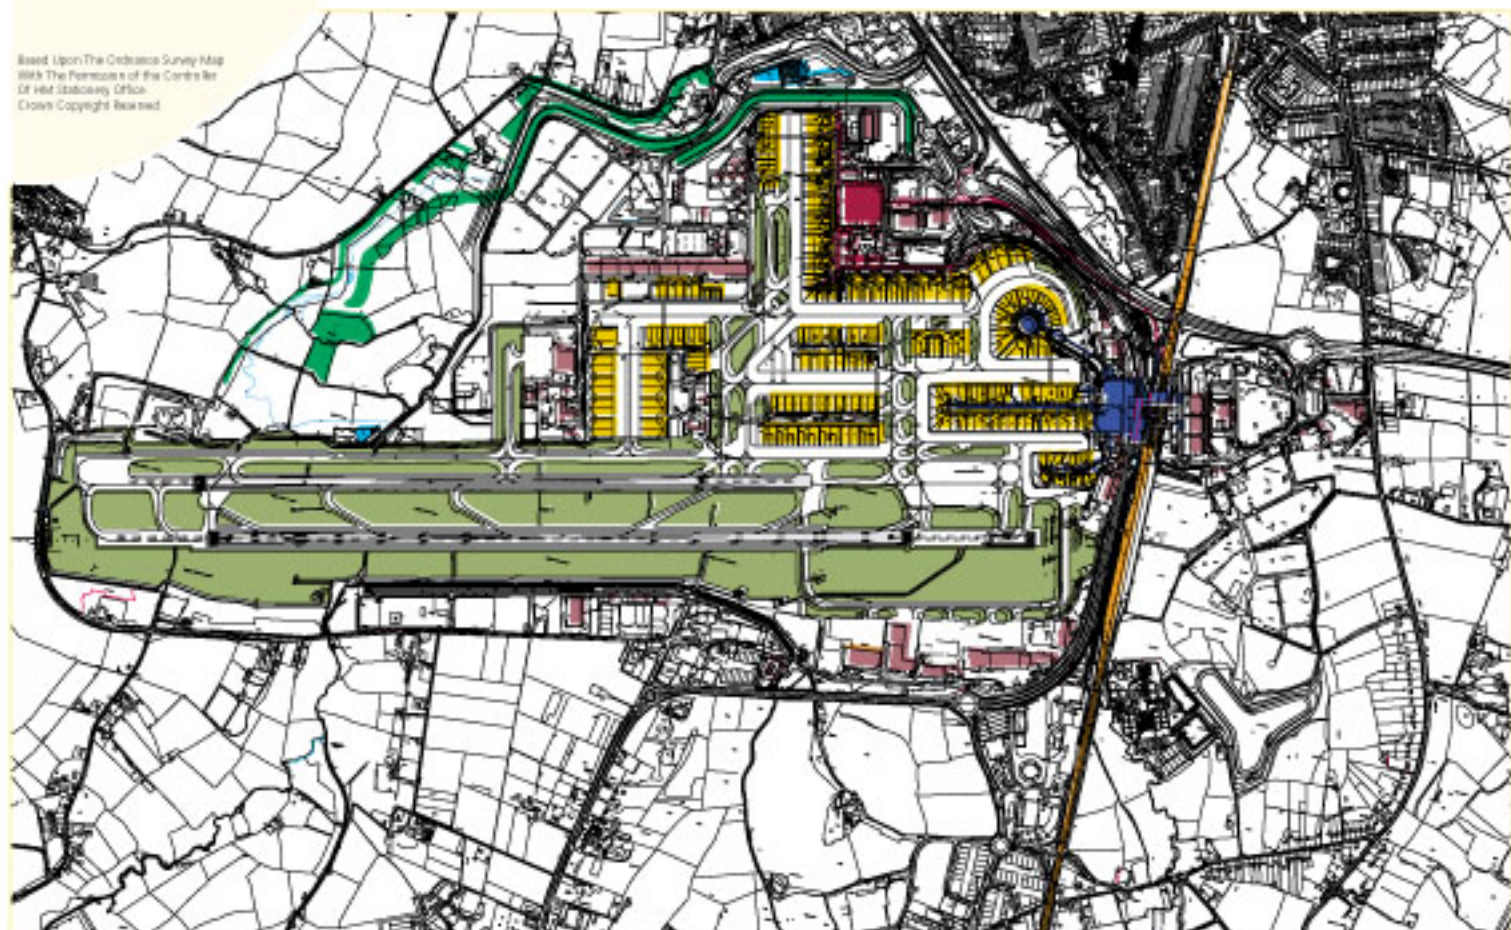 Based Upon The Ordnance Survey Map
With The Permission of the Controller
Of HM Stationery Office
Crown Copyright Reserved